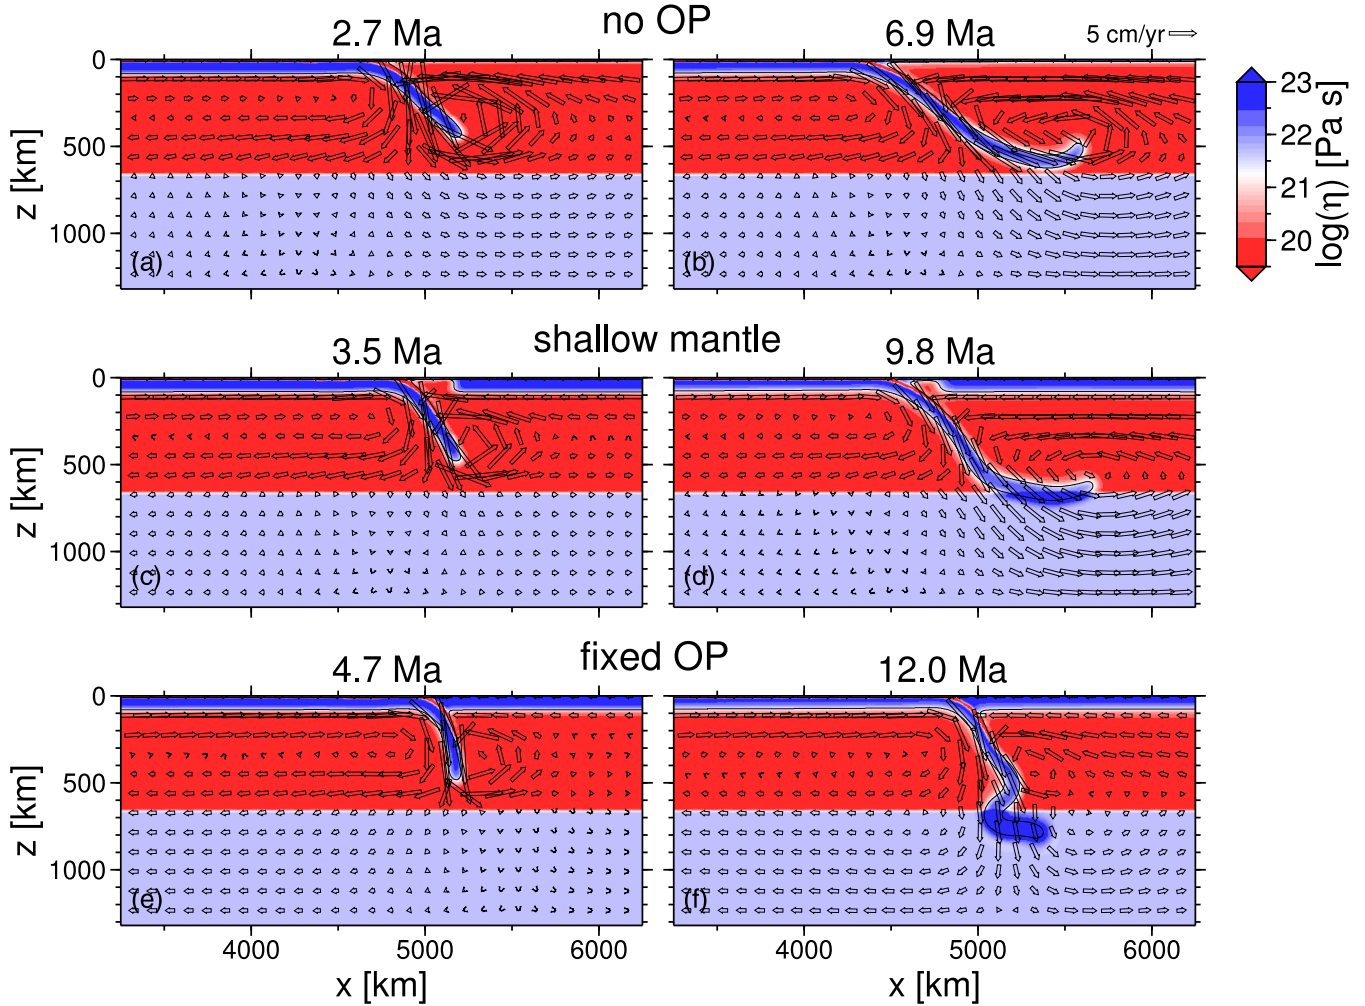 no OP
2.7 Ma
6.9 Ma
5 cm/yr
0
500
1000
z [km]
(a)
(b)
23
22
21
20
log(η) [Pa s]
shallow mantle
3.5 Ma
9.8 Ma
0
500
1000
z [km]
(c)
(d)
fixed OP
4.7 Ma
12.0 Ma
0
500
1000
z [km]
(e)
(f)
4000 5000 6000
4000 5000 6000
x [km]
x [km]